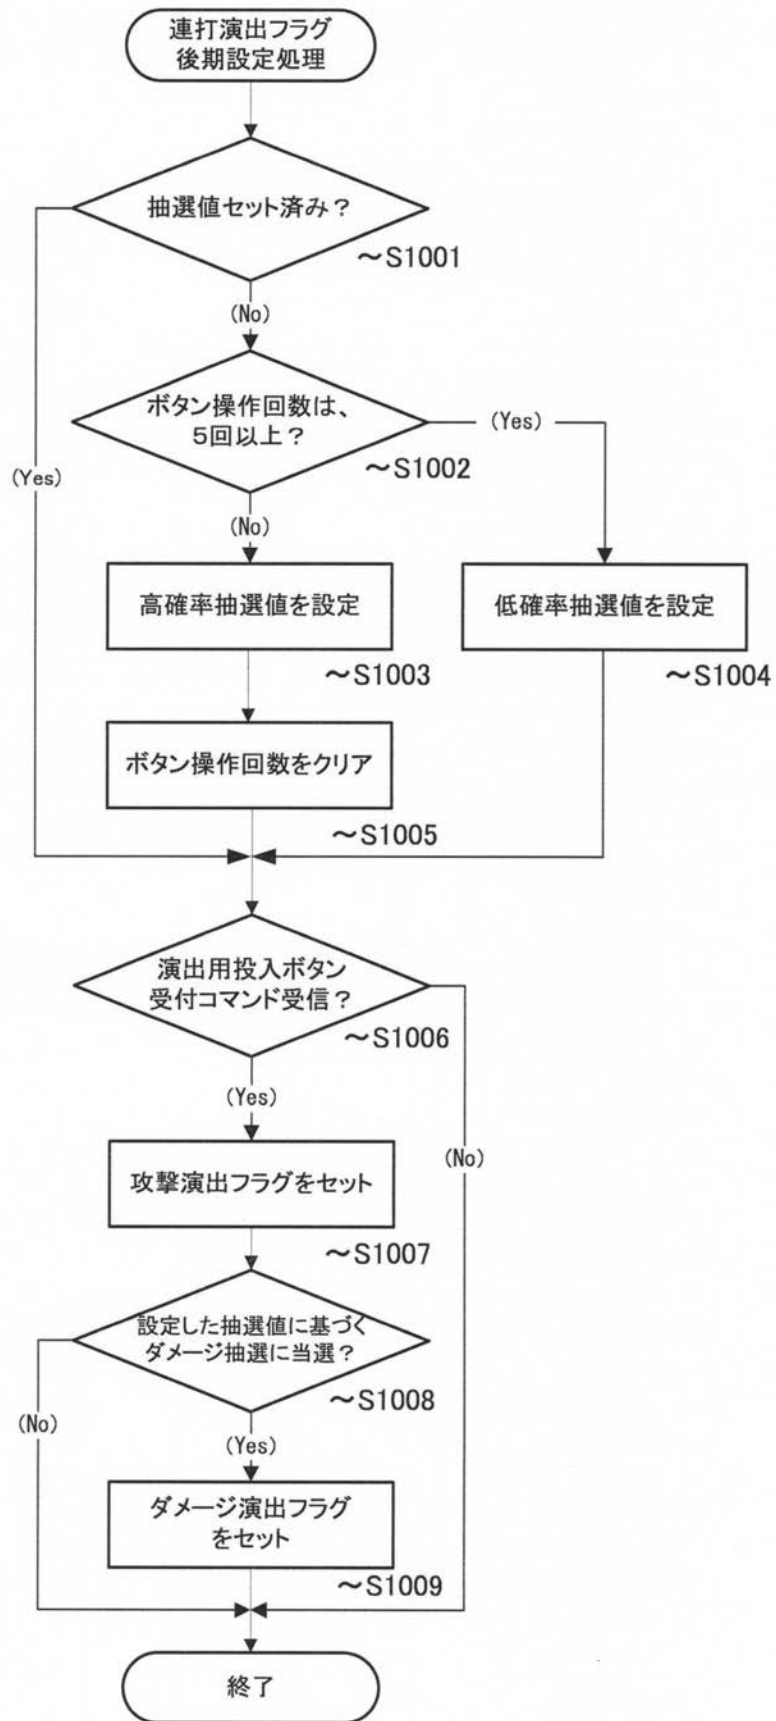 連打演出フラグ
後期設定処理
抽選値セット済み？
～S1001
(No)
ボタン操作回数は、
５回以上？
(Yes)
～S1002
(Yes)
(No)
高確率抽選値を設定
低確率抽選値を設定
～S1003
～S1004
ボタン操作回数をクリア
～S1005
演出用投入ボタン
受付コマンド受信？
～S1006
(Yes)
(No)
攻撃演出フラグをセット
～S1007
設定した抽選値に基づく
ダメージ抽選に当選？
～S1008
(No)
(Yes)
ダメージ演出フラグ
をセット
～S1009
終了